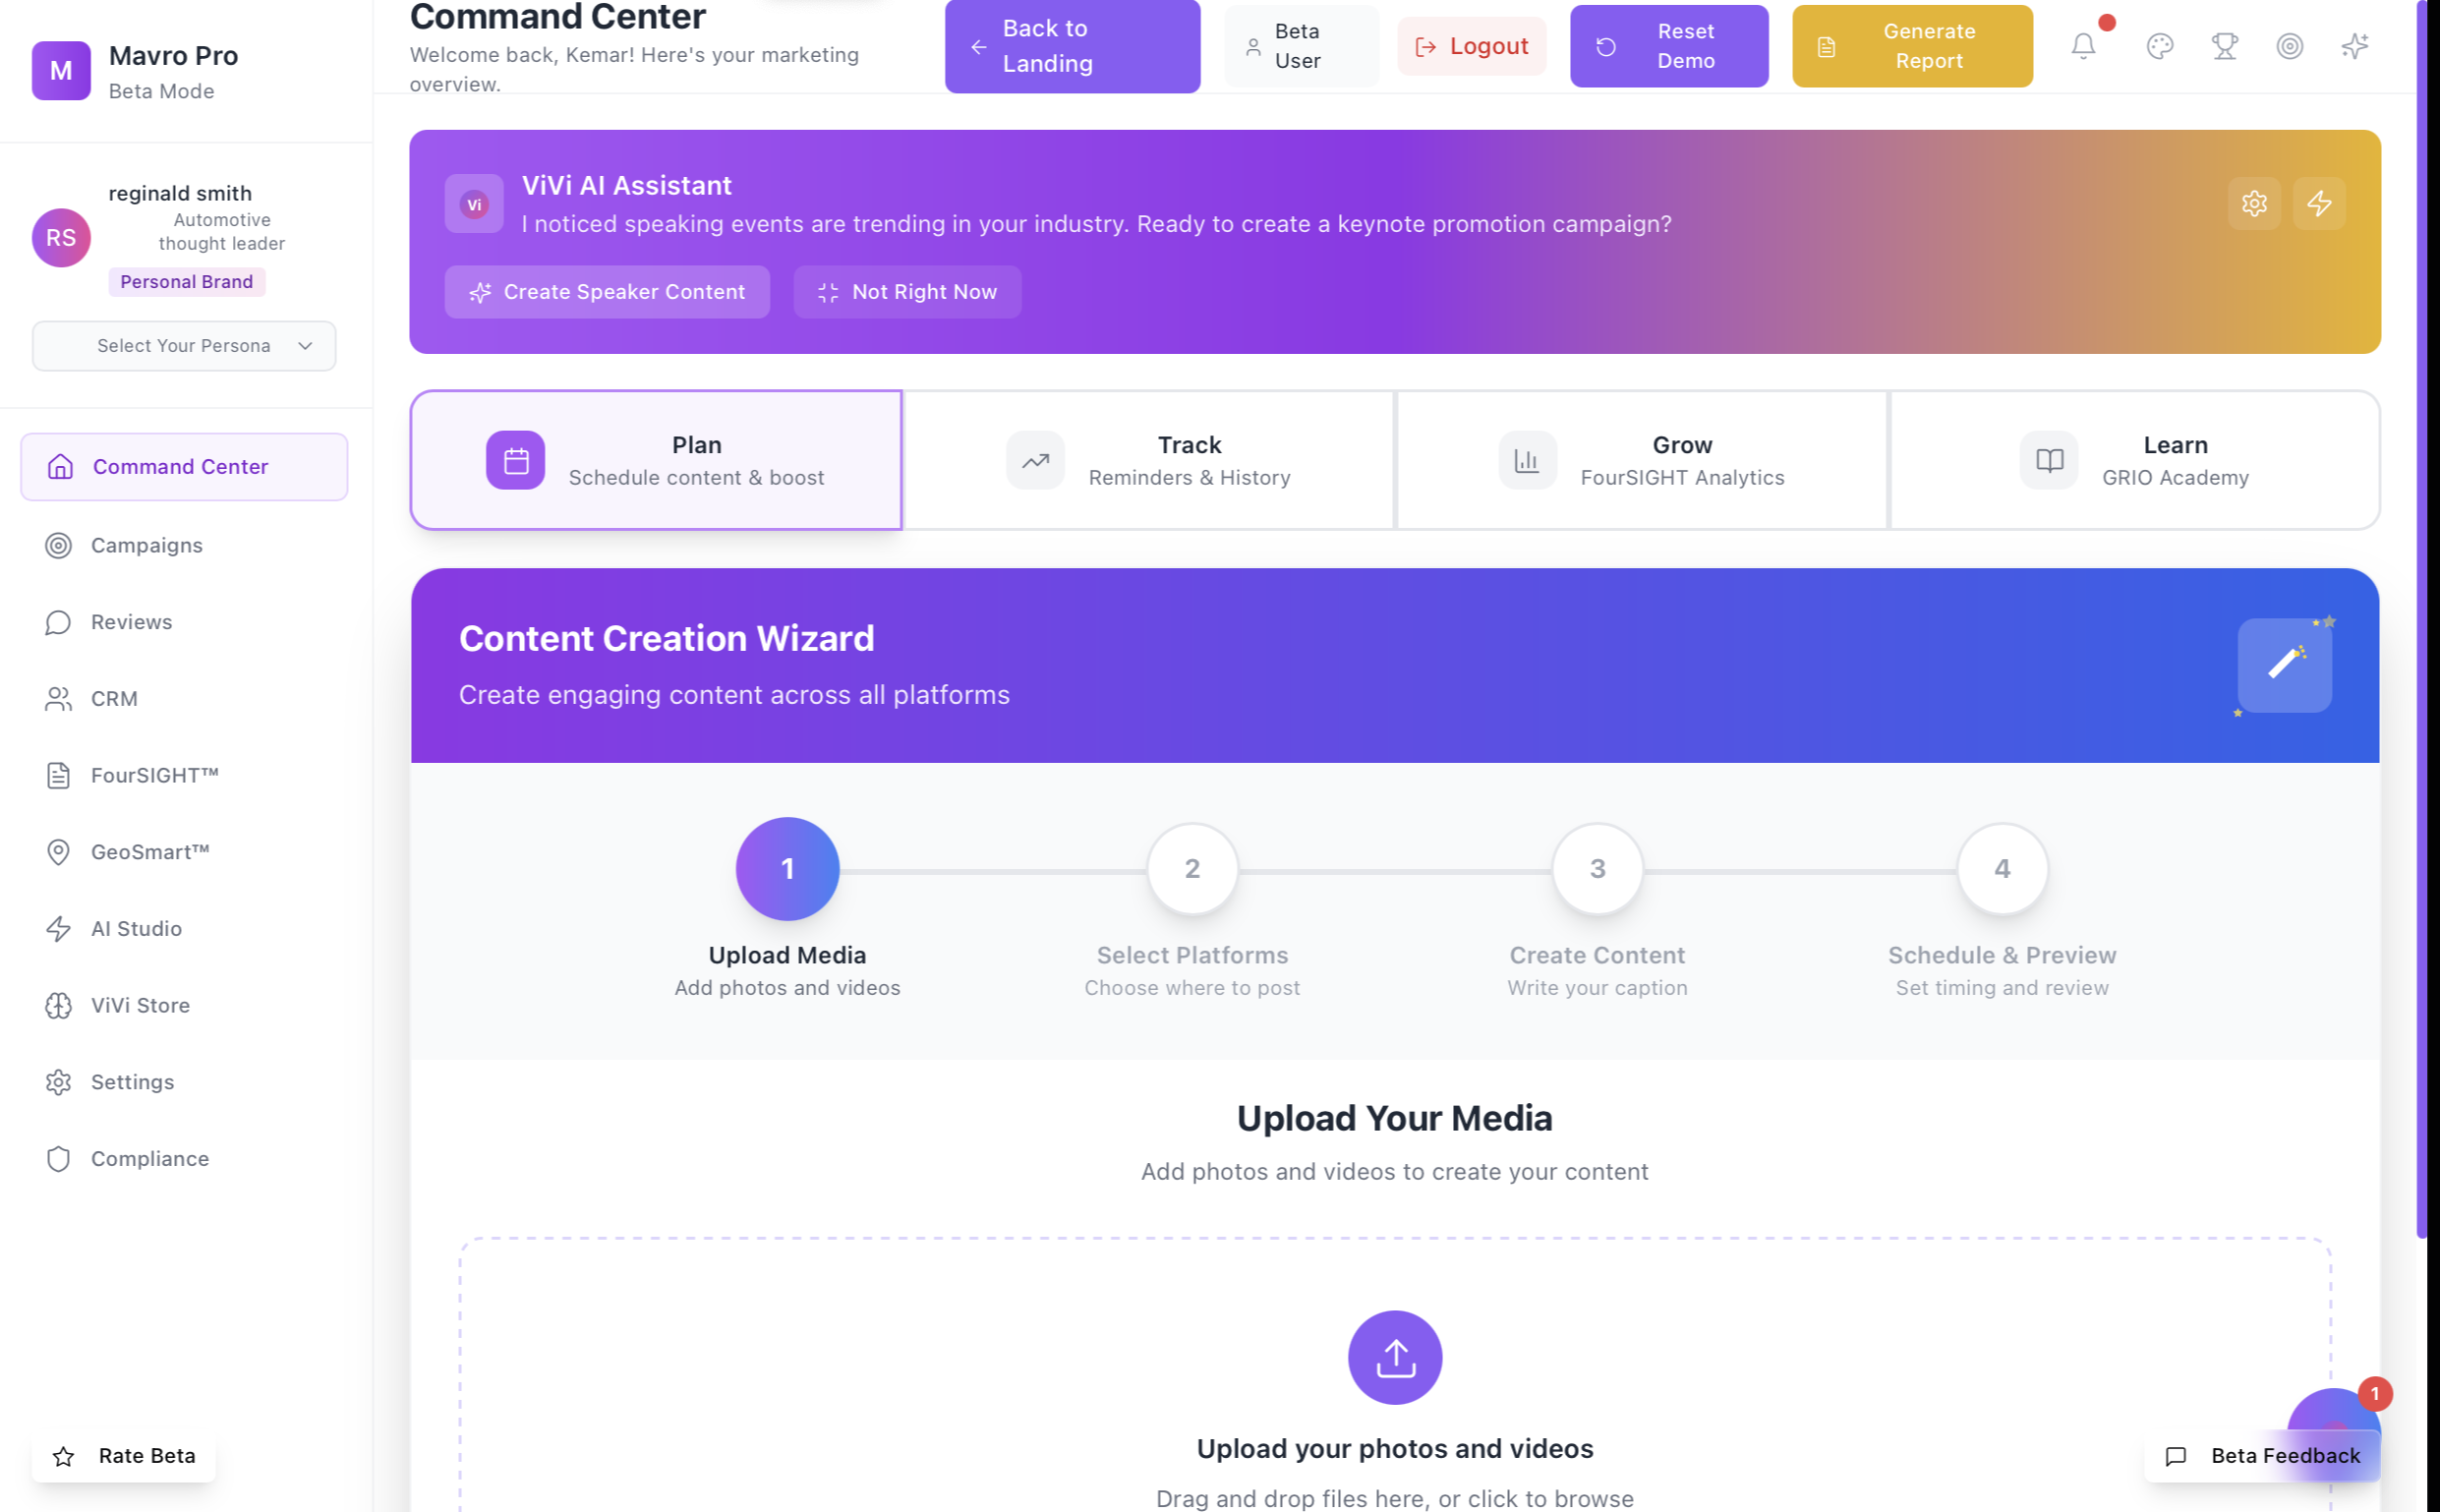 M
Mavro Pro
Beta Mode
RS
reginald smith
Automotive
thought leader
Personal Brand
Select Your Persona
Command Center
Campaigns
Reviews
CRM
FourSIGHT™
GeoSmart™
AI Studio
ViVi Store
Settings
Compliance
Rate Beta
Command Center
Welcome back, Kemar! Here's your marketing
overview.
Back to
Landing
Beta
User
Logout
Reset
Demo
Generate
Report
Vi
ViVi AI Assistant
I noticed speaking events are trending in your industry. Ready to create a keynote promotion campaign?
Create Speaker Content
Not Right Now
Plan
Schedule content & boost
Track
Reminders & History
Grow
FourSIGHT Analytics
Learn
GRIO Academy
Content Creation Wizard
Create engaging content across all platforms
1
Upload Media
Add photos and videos
2
Select Platforms
Choose where to post
3
Create Content
Write your caption
4
Schedule & Preview
Set timing and review
Upload Your Media
Add photos and videos to create your content
Upload your photos and videos
Drag and drop files here, or click to browse
1
Beta Feedback